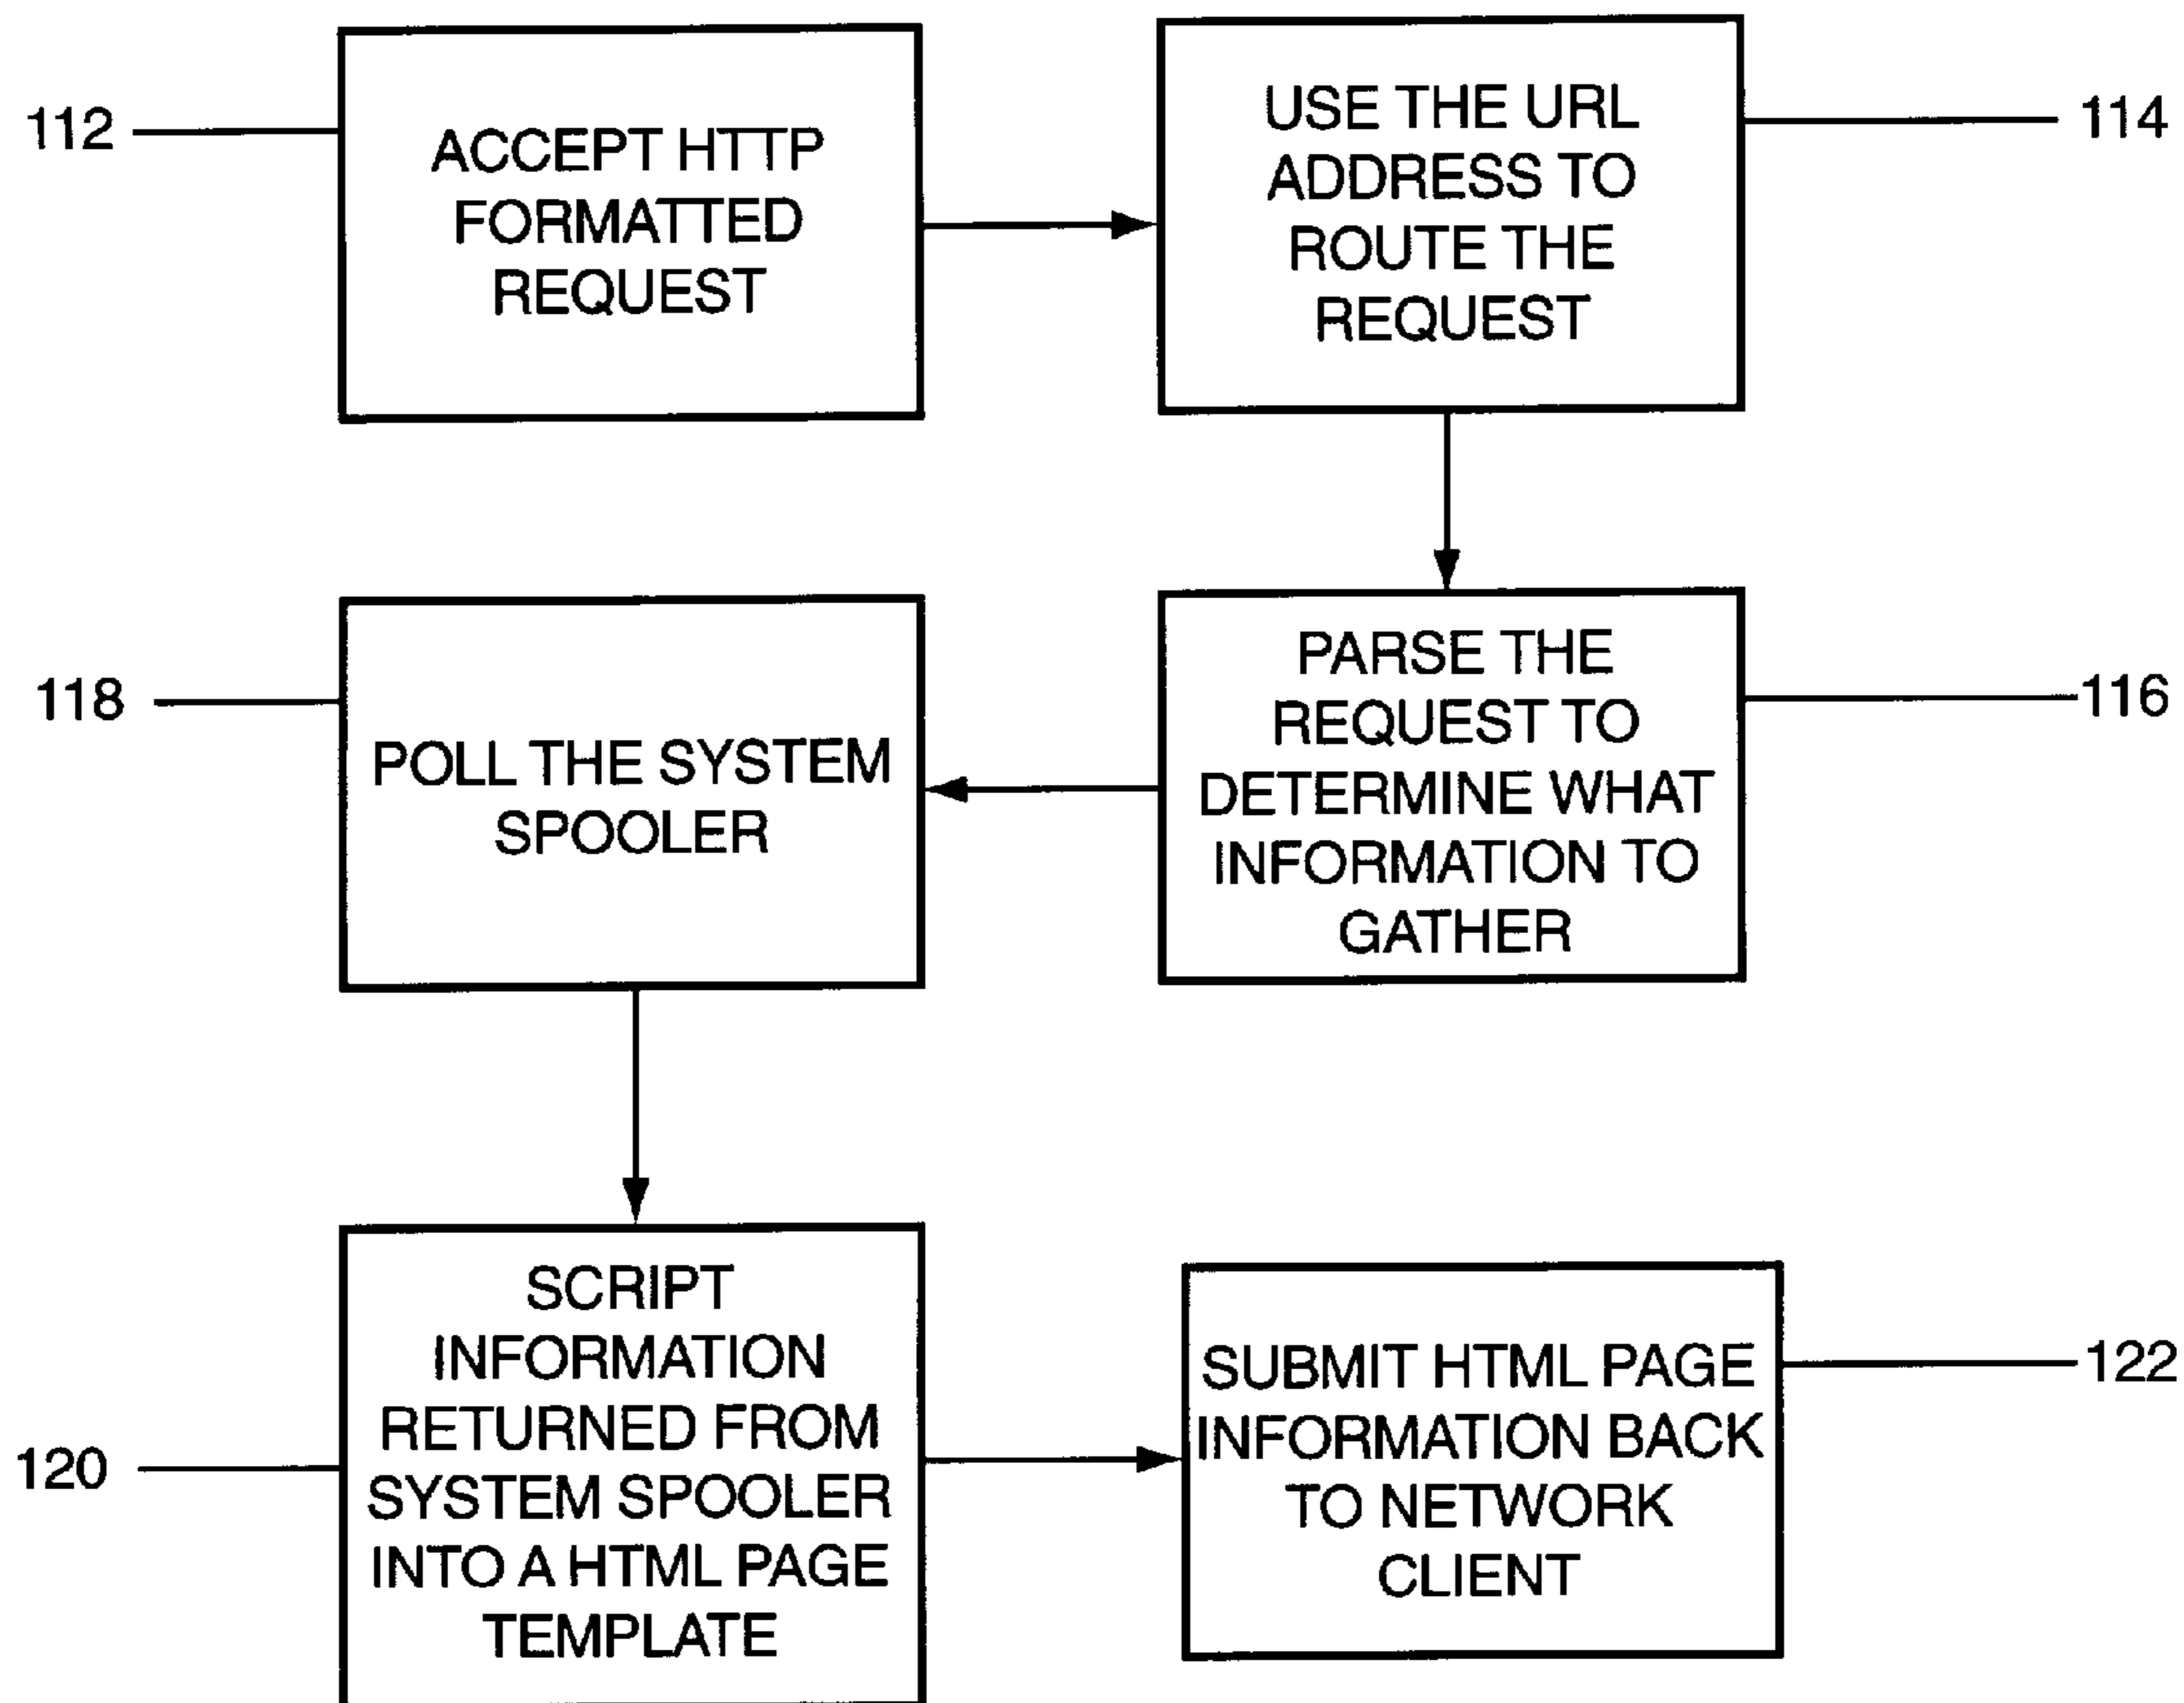 112
ACCEPT HTTP
FORMATTED
REQUEST
USE THE URL
ADDRESS TO
ROUTE THE
REQUEST
114
118
POLL THE SYSTEM
SPOOLER
PARSE THE
REQUEST TO
DETERMINE WHAT
INFORMATION TO
GATHER
116
120
SCRIPT
INFORMATION
RETURNED FROM
SYSTEM SPOOLER
INTO A HTML PAGE
TEMPLATE
SUBMIT HTML PAGE
INFORMATION BACK
TO NETWORK
CLIENT
122